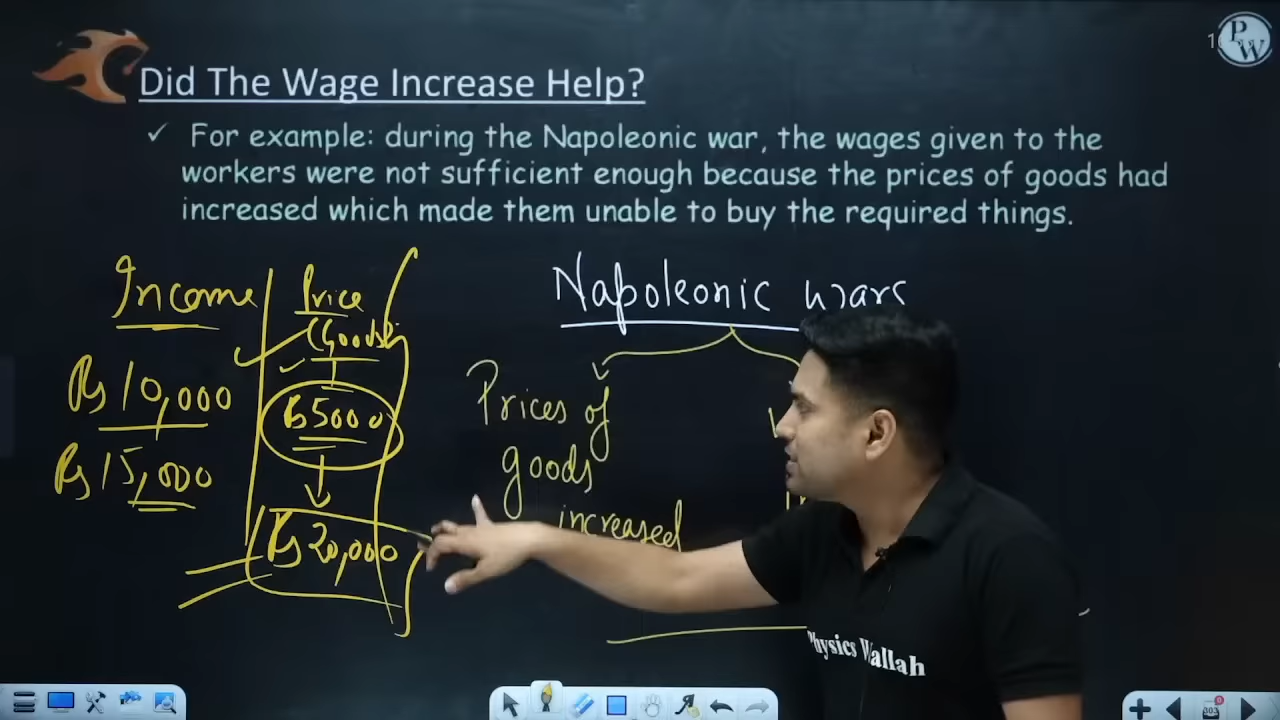 Did The Wage Increase Help?
✓ For example: during the Napoleonic war, the wages given to the
workers were not sufficient enough because the prices of goods had
increased which made them unable to buy the required things.
Income
Rs 10,000
Rs 15,000
Price
(Goods)
Rs 5000
Rs 20,000
Napoleonic wars
Prices of
goods
increased
Physics Wallah
PW
303